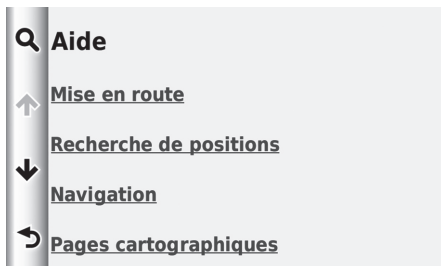 Aide
Mise en route
Recherche de positions
Navigation
Pages cartographiques